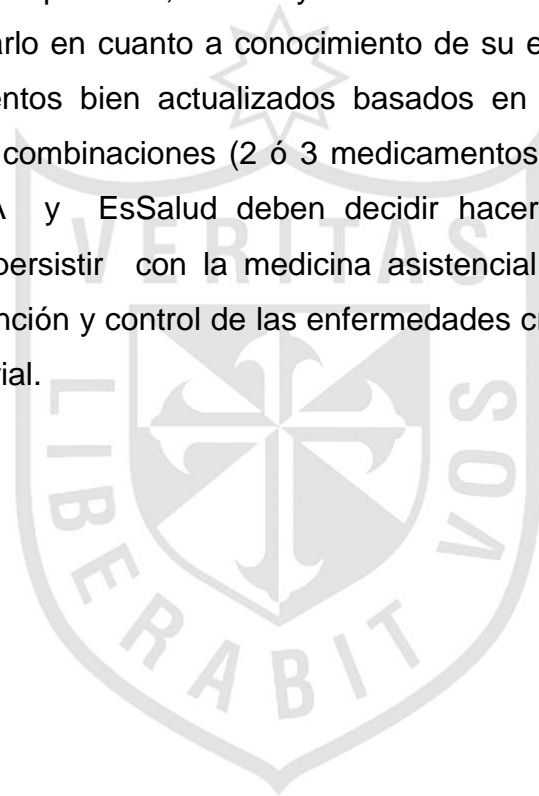 arlo en cuanto a conocimiento de su e
entos bien actualizados basados en
combinaciones (2 ó 3 medicamentos
y EsSalud deben decidir hacer
persistir con la medicina asistencial
nción y control de las enfermedades c
ial.
VERITAS
LIBERABIT
VOS